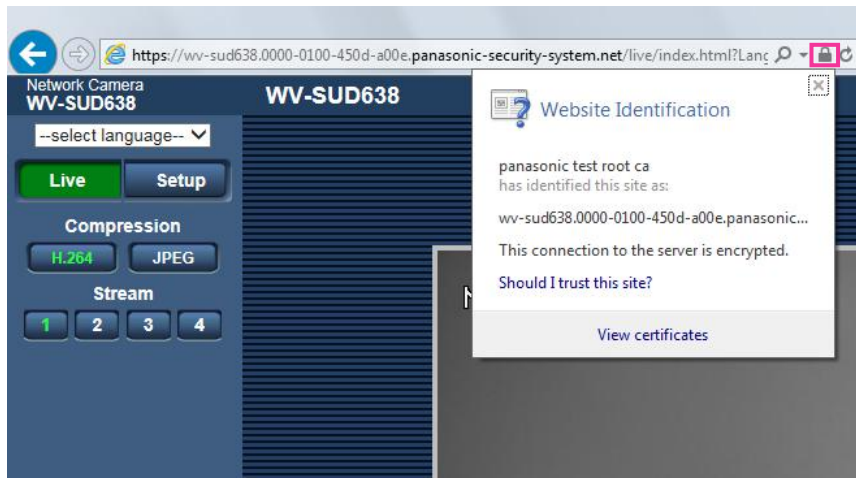 https://wv-sud638.0000-0100-450d-a00e.panasonic-security-system.net/live/index.html?Lang
Network Camera
WV-SUD638
WV-SUD638
--select language--
Live Setup
Compression
H.264 JPEG
Stream
1 2 3 4
Website Identification
panasonic test root ca
has identified this site as:
wv-sud638.0000-0100-450d-a00e.panasonic...
This connection to the server is encrypted.
Should I trust this site?
View certificates